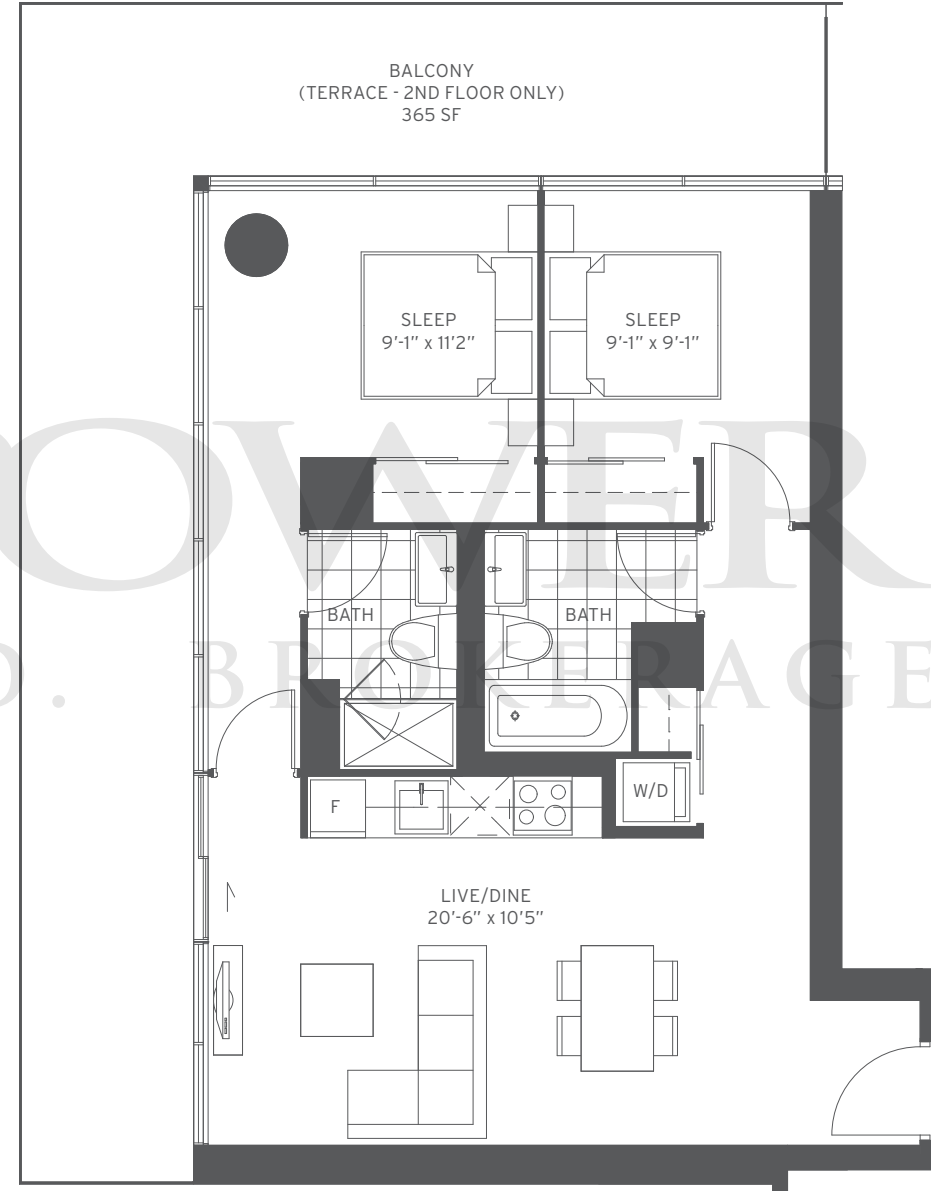 BALCONY
(TERRACE - 2ND FLOOR ONLY)
365 SF
SLEEP
9'-1" x 11'2"
SLEEP
9'-1" x 9'-1"
OWER
BATH
BATH
D. BROKERAGE
W/D
F
LIVE/DINE
20'-6" x 10'5"